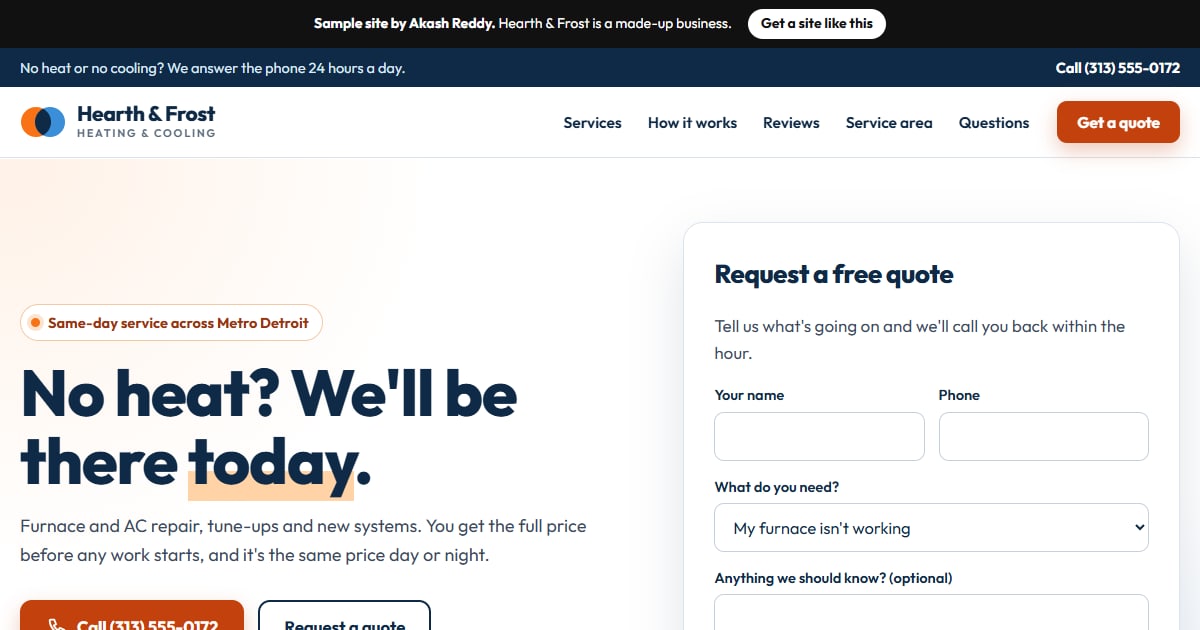 Sample site by Akash Reddy. Hearth & Frost is a made-up business.
Get a site like this
No heat or no cooling? We answer the phone 24 hours a day.
Call (313) 555-0172
Hearth & Frost
HEATING & COOLING
Services
How it works
Reviews
Service area
Questions
Get a quote
Same-day service across Metro Detroit
No heat? We'll be
there today.
Furnace and AC repair, tune-ups and new systems. You get the full price
before any work starts, and it's the same price day or night.
Call (313) 555-0172
Request a quote
Request a free quote
Tell us what's going on and we'll call you back within the
hour.
Your name
Phone
What do you need?
My furnace isn't working
Anything we should know? (optional)